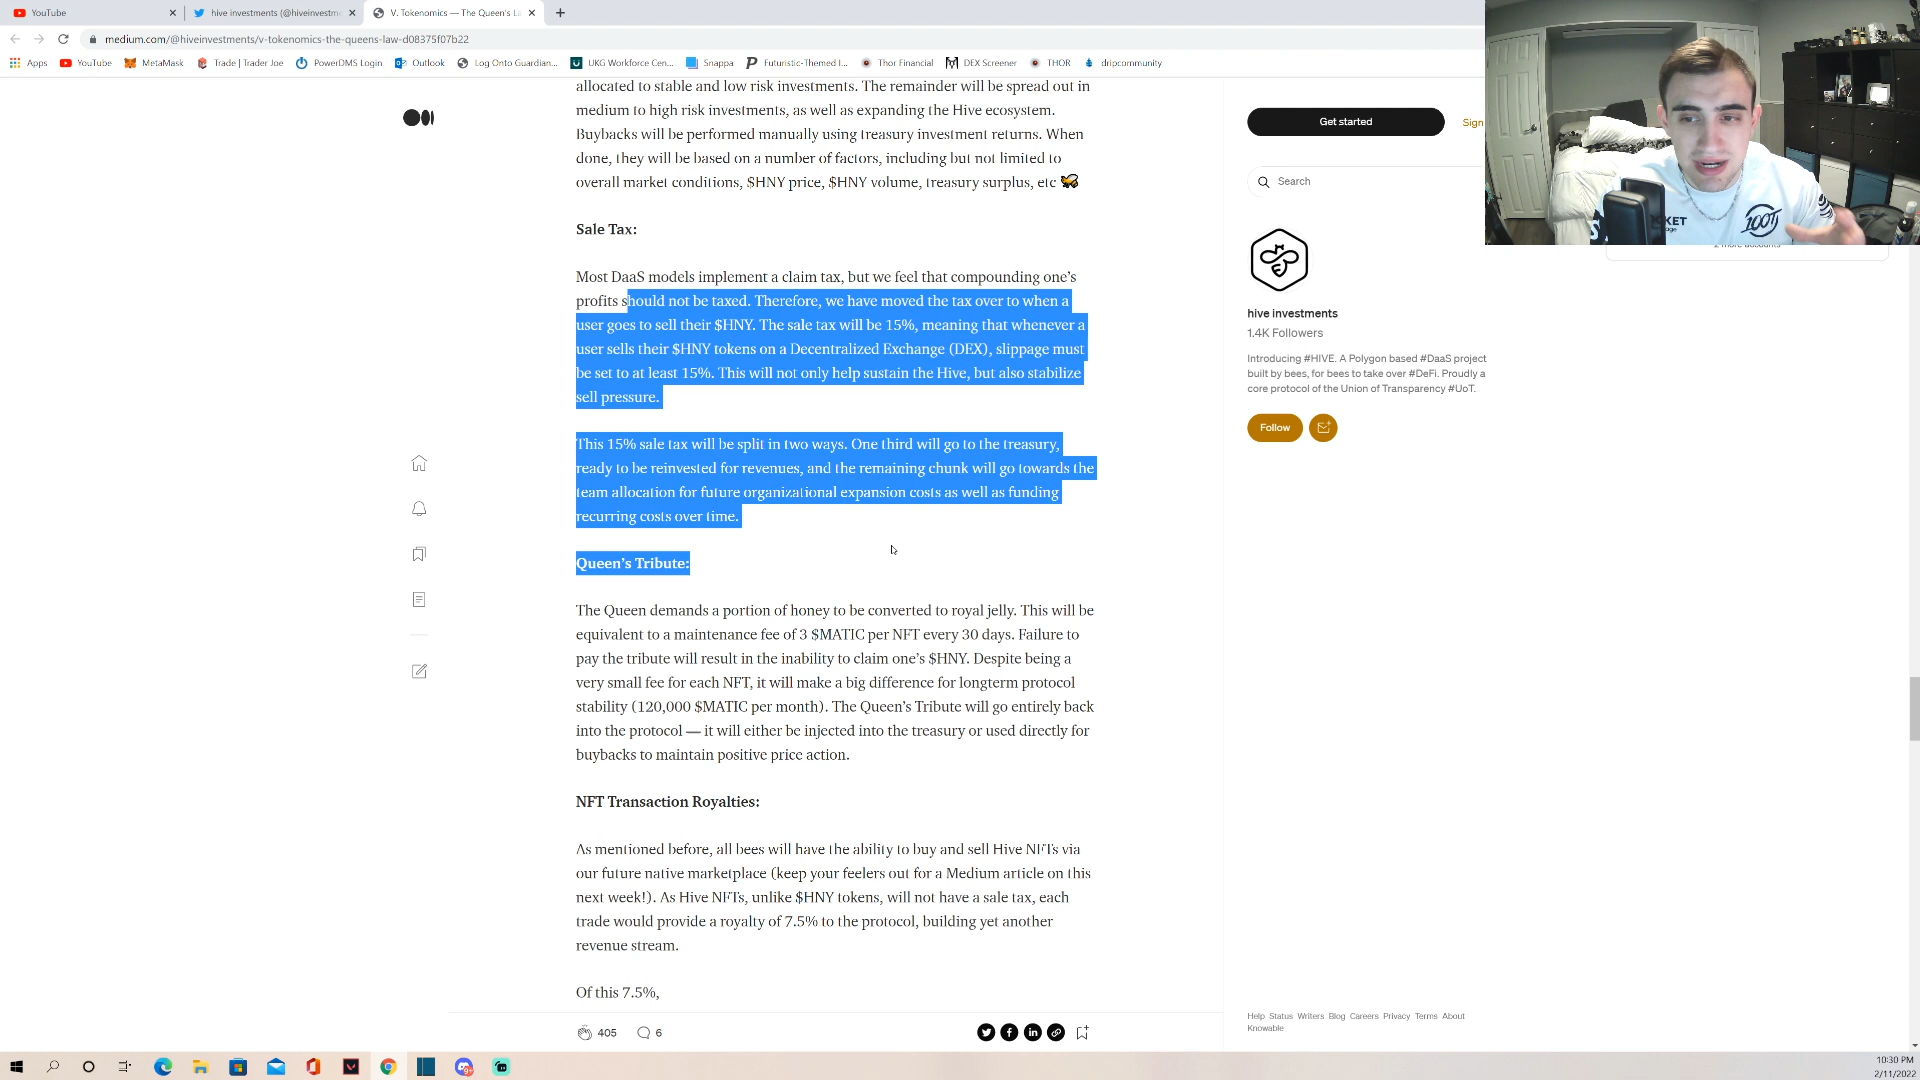 YouTube
hive investments (@hiveinvestm
V. Tokenomics — The Queen's La
medium.com/@hiveinvestments/v-tokenomics-the-queens-law-d08375f07b22
Apps YouTube MetaMask Trade | Trader Joe PowerDMS Login Outlook Log Onto Guardian... UKG Workforce Cen... Snappa Futuristic-Themed I... Thor Financial DEX Screener THOR dripcommunity
allocated to stable and low risk investments. The remainder will be spread out in
medium to high risk investments, as well as expanding the Hive ecosystem.
Buybacks will be performed manually using treasury investment returns. When
done, they will be based on a number of factors, including but not limited to
overall market conditions, $HNY price, $HNY volume, treasury surplus, etc 🐝
Sale Tax:
Most DaaS models implement a claim tax, but we feel that compounding one's
profits should not be taxed. Therefore, we have moved the tax over to when a
user goes to sell their $HNY. The sale tax will be 15%, meaning that whenever a
user sells their $HNY tokens on a Decentralized Exchange (DEX), slippage must
be set to at least 15%. This will not only help sustain the Hive, but also stabilize
sell pressure.
This 15% sale tax will be split in two ways. One third will go to the treasury,
ready to be reinvested for revenues, and the remaining chunk will go towards the
team allocation for future organizational expansion costs as well as funding
recurring costs over time.
Queen's Tribute:
The Queen demands a portion of honey to be converted to royal jelly. This will be
equivalent to a maintenance fee of 3 $MATIC per NFT every 30 days. Failure to
pay the tribute will result in the inability to claim one's $HNY. Despite being a
very small fee for each NFT, it will make a big difference for longterm protocol
stability (120,000 $MATIC per month). The Queen's Tribute will go entirely back
into the protocol — it will either be injected into the treasury or used directly for
buybacks to maintain positive price action.
NFT Transaction Royalties:
As mentioned before, all bees will have the ability to buy and sell Hive NFTs via
our future native marketplace (keep your feelers out for a Medium article on this
next week!). As Hive NFTs, unlike $HNY tokens, will not have a sale tax, each
trade would provide a royalty of 7.5% to the protocol, building yet another
revenue stream.
Of this 7.5%,
405 6
Get started
Sign
Search
hive investments
1.4K Followers
Introducing #HIVE. A Polygon based #DaaS project
built by bees, for bees to take over #DeFi. Proudly a
core protocol of the Union of Transparency #UoT.
Follow
Help Status Writers Blog Careers Privacy Terms About
Knowable
100T
10:30 PM
2/11/2022